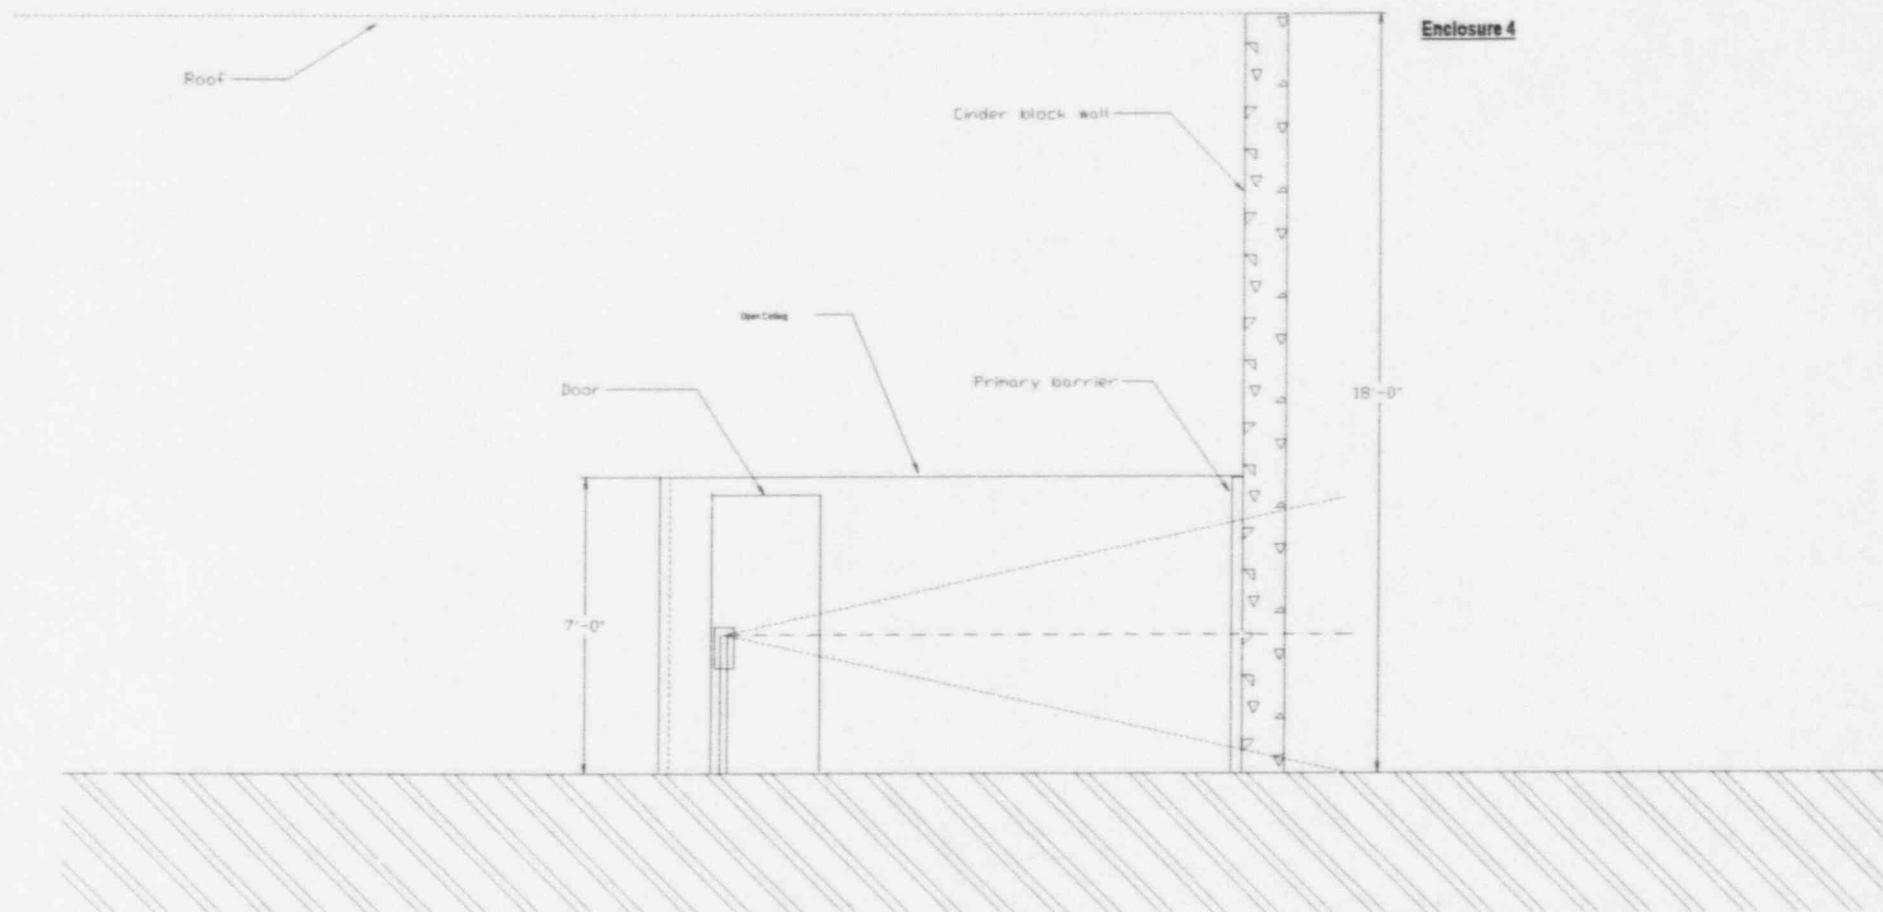 Enclosure 4
Roof
Cinder block wall
Open Ceiling
Door
Primary barrier
18'-0"
7'-0"